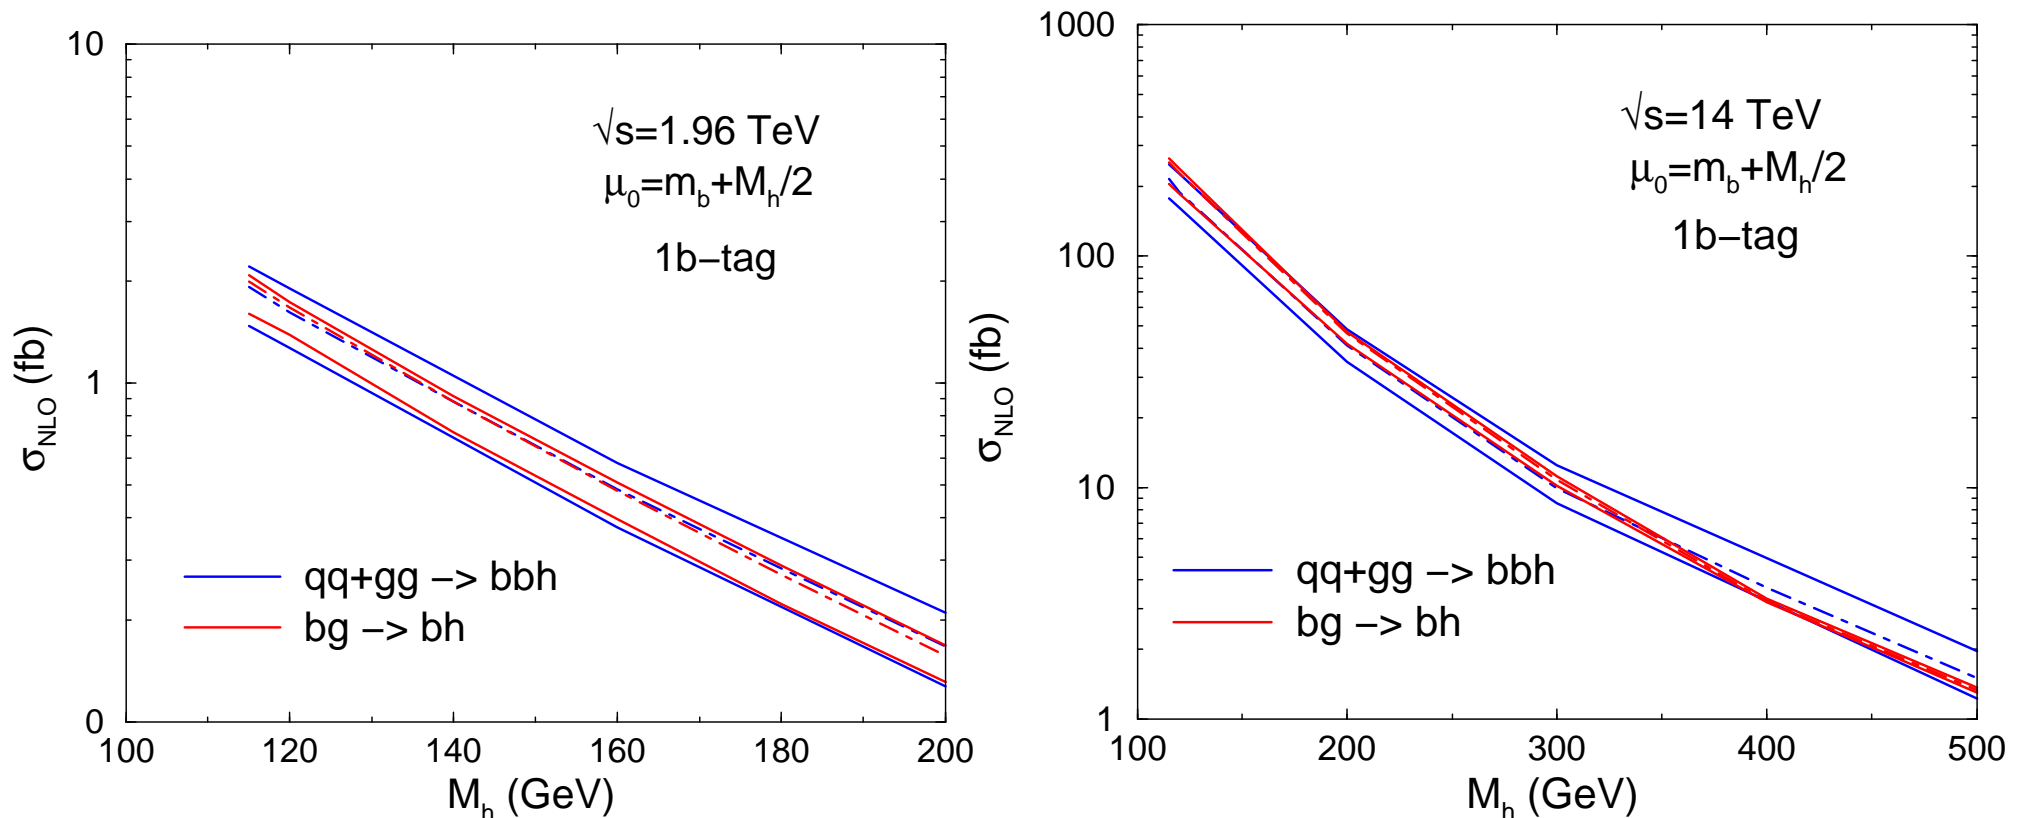 10
1
0
σNLO (fb)
√s=1.96 TeV
μ0=mb+Mh/2
1b−tag
qq+gg −> bbh
bg −> bh
100 120 140 160 180 200
Mh (GeV)
1000
100
10
1
σNLO (fb)
√s=14 TeV
μ0=mb+Mh/2
1b−tag
qq+gg −> bbh
bg −> bh
100 200 300 400 500
Mh (GeV)